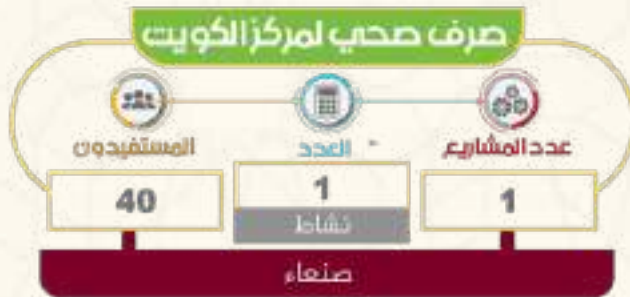 صرف صحي لمركز الكويت
عدد المشاريع
العدد
المستفيدون
1
1
40
نشاط
صنعاء